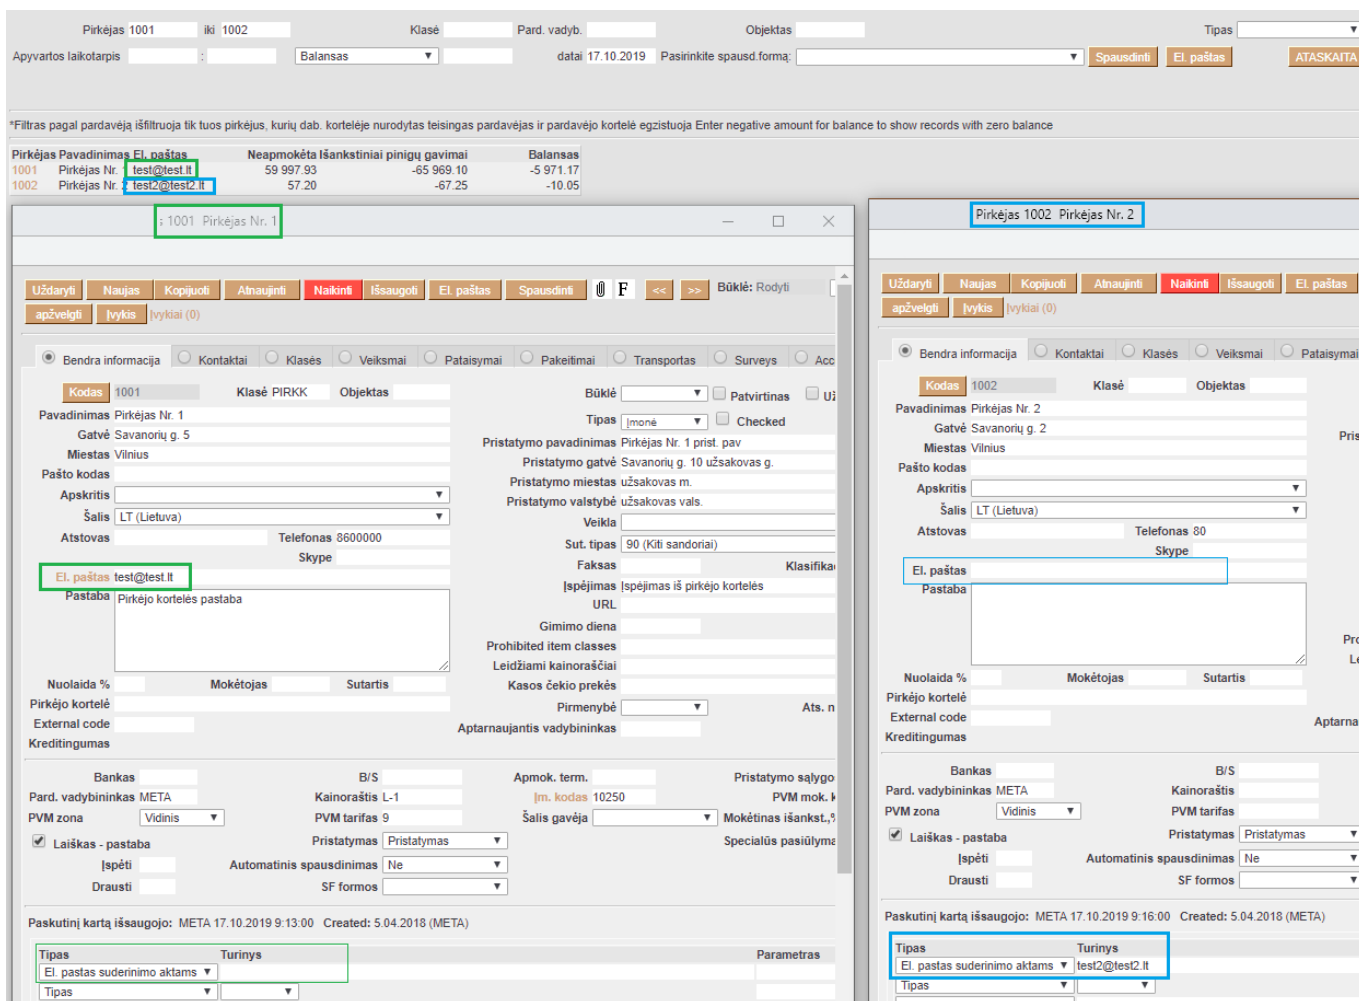 Pirkėjas 1001 iki 1002 Klasė Pard. vadyb. Objektas Tipas
Apyvartos laikotarpis : Balansas datai 17.10.2019 Pasirinkite spausd.formą: Spausdinti El. paštas ATASKAITA
*Filtras pagal pardavėją išfiltruoja tik tuos pirkėjus, kurių dab. kortelėje nurodytas teisingas pardavėjas ir pardavėjo kortelė egzistuoja Enter negative amount for balance to show records with zero balance
Pirkėjas Pavadinimas El. paštas Neapmokėta Išankstiniai pinigų gavimai Balansas
1001 Pirkėjas Nr. 1 test@test.lt 59 997.93 -65 969.10 -5 971.17
1002 Pirkėjas Nr. 2 test2@test2.lt 57.20 -67.25 -10.05
1001 Pirkėjas Nr. 1
Uždaryti Naujas Kopijuoti Atnaujinti Naikinti Išsaugoti El. paštas Spausdinti F << >> Būklė: Rodyti
apžvelgti Įvykis Įvykiai (0)
Bendra informacija Kontaktai Klasės Veiksmai Pataisymai Pakeitimai Transportas Surveys Acc
Kodas 1001 Klasė PIRKK Objektas Būklė Patvirtinas Už
Pavadinimas Pirkėjas Nr. 1 Tipas Įmonė Checked
Gatvė Savanorių g. 5 Pristatymo pavadinimas Pirkėjas Nr. 1 prist. pav
Miestas Vilnius Pristatymo gatvė Savanorių g. 10 užsakovas g.
Pašto kodas Pristatymo miestas užsakovas m.
Apskritis Pristatymo valstybė užsakovas vals.
Šalis LT (Lietuva) Veikla
Atstovas Telefonas 8600000 Sut. tipas 90 (Kiti sandoriai)
Skype Faksas Klasifika
El. paštas test@test.lt Įspėjimas Įspėjimas iš pirkėjo kortelės
Pastaba Pirkėjo kortelės pastaba URL
Gimimo diena
Prohibited item classes
Leidžiami kainoraščiai
Nuolaida % Mokėtojas Sutartis Kasos čekio prekės
Pirkėjo kortelė Pirmenybė Ats. n
External code Aptarnaujantis vadybininkas
Kreditingumas
Bankas B/S Apmok. term. Pristatymo sąlygo
Pard. vadybininkas META Kainoraštis L-1 Įm. kodas 10250 PVM mok. k
PVM zona Vidinis PVM tarifas 9 Šalis gavėja Mokėtinas išankst.,%
Laiškas - pastaba Pristatymas Pristatymas Specialūs pasiūlyma
Įspėti Automatinis spausdinimas Ne
Drausti SF formos
Paskutinį kartą išsaugojo: META 17.10.2019 9:13:00 Created: 5.04.2018 (META)
Tipas Turinys Parametras
El. pastas suderinimo aktams
Tipas
Pirkėjas 1002 Pirkėjas Nr. 2
Uždaryti Naujas Kopijuoti Atnaujinti Naikinti Išsaugoti El. paštas
apžvelgti Įvykis Įvykiai (0)
Bendra informacija Kontaktai Klasės Veiksmai Pataisymai
Kodas 1002 Klasė Objektas
Pavadinimas Pirkėjas Nr. 2
Gatvė Savanorių g. 2 Pris
Miestas Vilnius
Pašto kodas
Apskritis
Šalis LT (Lietuva)
Atstovas Telefonas 80
Skype
El. paštas
Pastaba
Pro
Le
Nuolaida % Mokėtojas Sutartis
Pirkėjo kortelė
External code Aptarna
Kreditingumas
Bankas B/S
Pard. vadybininkas META Kainoraštis
PVM zona Vidinis PVM tarifas
Laiškas - pastaba Pristatymas Pristatymas
Įspėti Automatinis spausdinimas Ne
Drausti SF formos
Paskutinį kartą išsaugojo: META 17.10.2019 9:16:00 Created: 5.04.2018 (META)
Tipas Turinys
El. pastas suderinimo aktams test2@test2.lt
Tipas